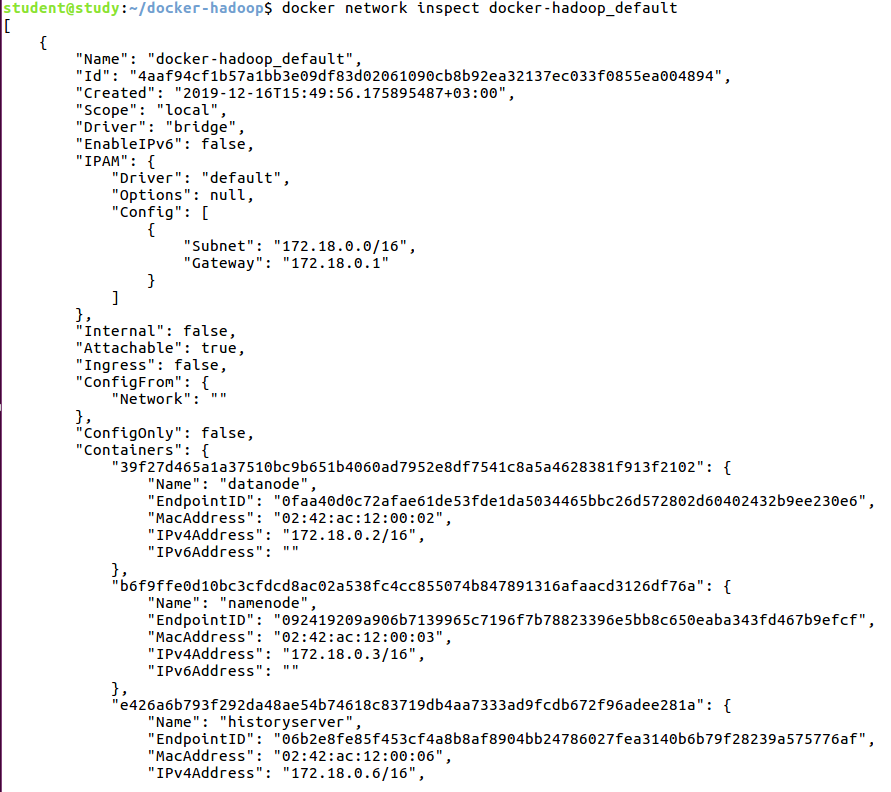 student@study:~/docker-hadoop$ docker network inspect docker-hadoop_default
[
    {
        "Name": "docker-hadoop_default",
        "Id": "4aaf94cf1b57a1bb3e09df83d02061090cb8b92ea32137ec033f0855ea004894",
        "Created": "2019-12-16T15:49:56.175895487+03:00",
        "Scope": "local",
        "Driver": "bridge",
        "EnableIPv6": false,
        "IPAM": {
            "Driver": "default",
            "Options": null,
            "Config": [
                {
                    "Subnet": "172.18.0.0/16",
                    "Gateway": "172.18.0.1"
                }
            ]
        },
        "Internal": false,
        "Attachable": true,
        "Ingress": false,
        "ConfigFrom": {
            "Network": ""
        },
        "ConfigOnly": false,
        "Containers": {
            "39f27d465a1a37510bc9b651b4060ad7952e8df7541c8a5a4628381f913f2102": {
                "Name": "datanode",
                "EndpointID": "0faa40d0c72afae61de53fde1da5034465bbc26d572802d60402432b9ee230e6",
                "MacAddress": "02:42:ac:12:00:02",
                "IPv4Address": "172.18.0.2/16",
                "IPv6Address": ""
            },
            "b6f9ffe0d10bc3cfdcd8ac02a538fc4cc855074b847891316afaacd3126df76a": {
                "Name": "namenode",
                "EndpointID": "092419209a906b7139965c7196f7b78823396e5bb8c650eaba343fd467b9efcf",
                "MacAddress": "02:42:ac:12:00:03",
                "IPv4Address": "172.18.0.3/16",
                "IPv6Address": ""
            },
            "e426a6b793f292da48ae54b74618c83719db4aa7333ad9fcdb672f96adee281a": {
                "Name": "historyserver",
                "EndpointID": "06b2e8fe85f453cf4a8b8af8904bb24786027fea3140b6b79f28239a575776af",
                "MacAddress": "02:42:ac:12:00:06",
                "IPv4Address": "172.18.0.6/16",